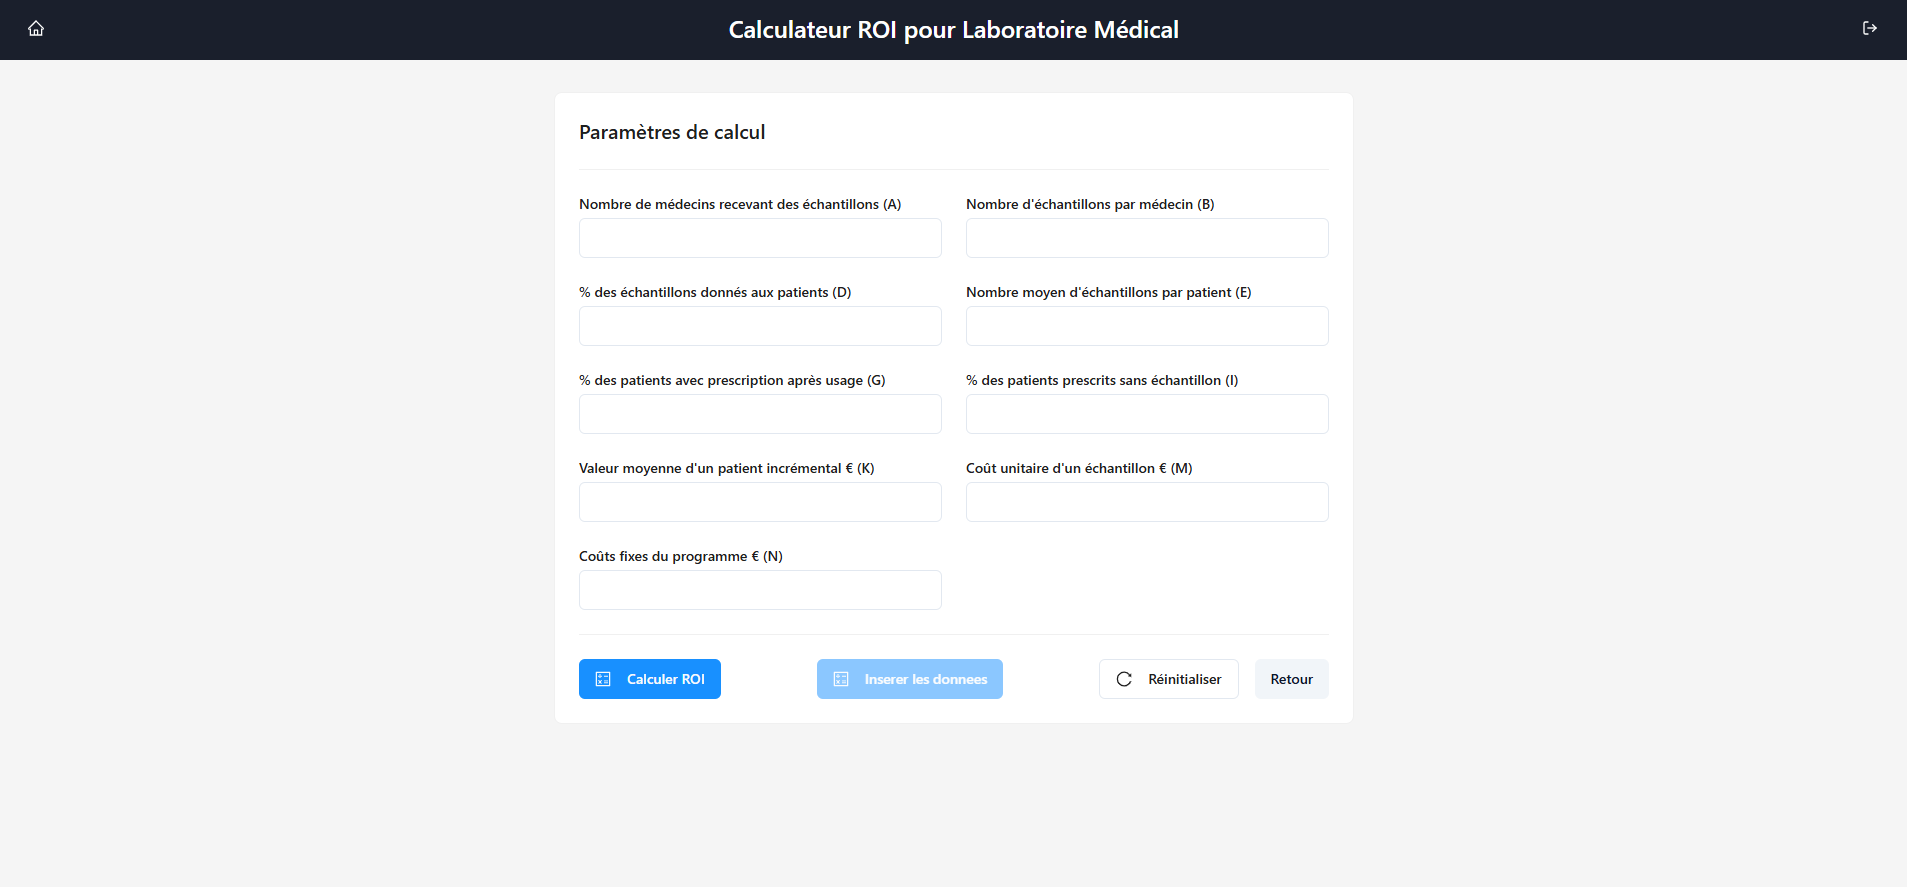 Calculateur ROI pour Laboratoire Médical
Paramètres de calcul
Nombre de médecins recevant des échantillons (A)
Nombre d'échantillons par médecin (B)
% des échantillons donnés aux patients (D)
Nombre moyen d'échantillons par patient (E)
% des patients avec prescription après usage (G)
% des patients prescrits sans échantillon (I)
Valeur moyenne d'un patient incrémental € (K)
Coût unitaire d'un échantillon € (M)
Coûts fixes du programme € (N)
Calculer ROI
Inserer les donnees
Réinitialiser
Retour